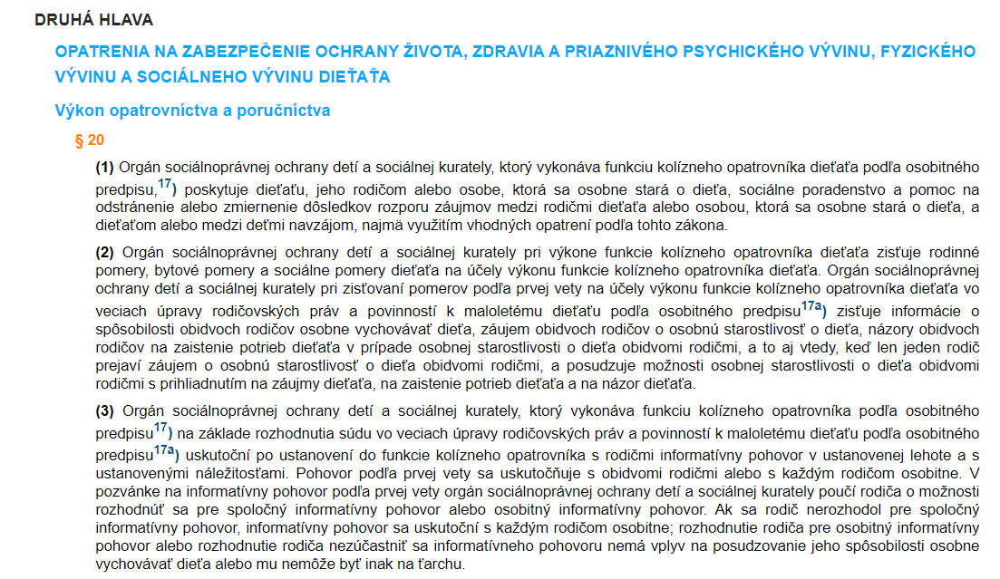 DRUHÁ HLAVA
OPATRENIA NA ZABEZPEČENIE OCHRANY ŽIVOTA, ZDRAVIA A PRIAZNIVÉHO PSYCHICKÉHO VÝVINU, FYZICKÉHO
VÝVINU A SOCIÁLNEHO VÝVINU DIEŤAŤA
Výkon opatrovníctva a poručníctva
§ 20
(1) Orgán sociálnoprávnej ochrany detí a sociálnej kurately, ktorý vykonáva funkciu kolízneho opatrovníka dieťaťa podľa osobitného
predpisu,17) poskytuje dieťaťu, jeho rodičom alebo osobe, ktorá sa osobne stará o dieťa, sociálne poradenstvo a pomoc na
odstránenie alebo zmiernenie dôsledkov rozporu záujmov medzi rodičmi dieťaťa alebo osobou, ktorá sa osobne stará o dieťa, a
dieťaťom alebo medzi deťmi navzájom, najmä využitím vhodných opatrení podľa tohto zákona.
(2) Orgán sociálnoprávnej ochrany detí a sociálnej kurately pri výkone funkcie kolízneho opatrovníka dieťaťa zisťuje rodinné
pomery, bytové pomery a sociálne pomery dieťaťa na účely výkonu funkcie kolízneho opatrovníka dieťaťa. Orgán sociálnoprávnej
ochrany detí a sociálnej kurately pri zisťovaní pomerov podľa prvej vety na účely výkonu funkcie kolízneho opatrovníka dieťaťa vo
veciach úpravy rodičovských práv a povinností k maloletému dieťaťu podľa osobitného predpisu17a) zisťuje informácie o
spôsobilosti obidvoch rodičov osobne vychovávať dieťa, záujem obidvoch rodičov o osobnú starostlivosť o dieťa, názory obidvoch
rodičov na zaistenie potrieb dieťaťa v prípade osobnej starostlivosti o dieťa obidvomi rodičmi, a to aj vtedy, keď len jeden rodič
prejaví záujem o osobnú starostlivosť o dieťa obidvomi rodičmi, a posudzuje možnosti osobnej starostlivosti o dieťa obidvomi
rodičmi s prihliadnutím na záujmy dieťaťa, na zaistenie potrieb dieťaťa a na názor dieťaťa.
(3) Orgán sociálnoprávnej ochrany detí a sociálnej kurately, ktorý vykonáva funkciu kolízneho opatrovníka podľa osobitného
predpisu17) na základe rozhodnutia súdu vo veciach úpravy rodičovských práv a povinností k maloletému dieťaťu podľa osobitného
predpisu17a) uskutoční po ustanovení do funkcie kolízneho opatrovníka s rodičmi informatívny pohovor v ustanovenej lehote a s
ustanovenými náležitosťami. Pohovor podľa prvej vety sa uskutočňuje s obidvomi rodičmi alebo s každým rodičom osobitne. V
pozvánke na informatívny pohovor podľa prvej vety orgán sociálnoprávnej ochrany detí a sociálnej kurately poučí rodiča o možnosti
rozhodnúť sa pre spoločný informatívny pohovor alebo osobitný informatívny pohovor. Ak sa rodič nerozhodol pre spoločný
informatívny pohovor, informatívny pohovor sa uskutoční s každým rodičom osobitne; rozhodnutie rodiča pre osobitný informatívny
pohovor alebo rozhodnutie rodiča nezúčastniť sa informatívneho pohovoru nemá vplyv na posudzovanie jeho spôsobilosti osobne
vychovávať dieťa alebo mu nemôže byť inak na ťarchu.